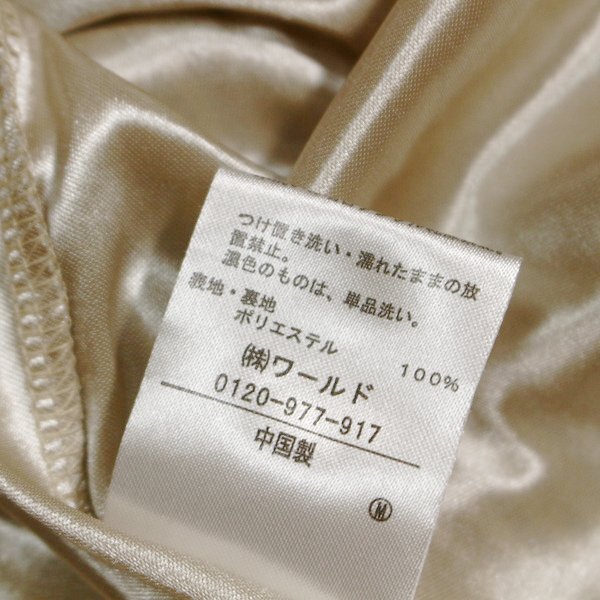 つけ置き洗い・濡れたままの放
置禁止。
濃色のものは、単品洗い。
表地・裏地
ポリエステル 100%
㈱ワールド
0120-977-917
中国製
Ⓜ